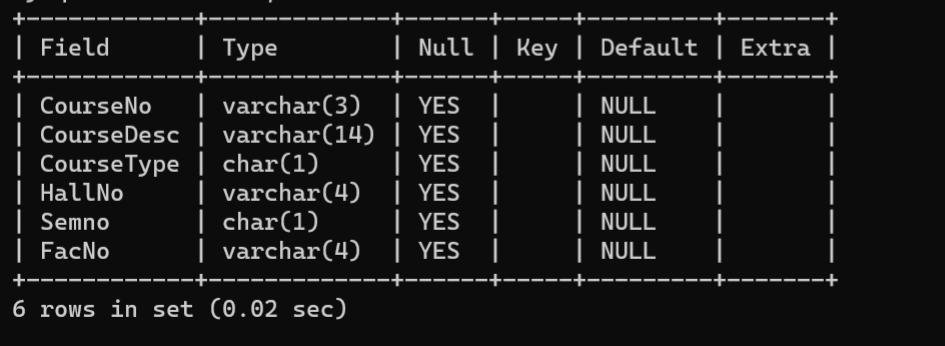 +------------+-------------+------+-----+---------+-------+
| Field      | Type        | Null | Key | Default | Extra |
+------------+-------------+------+-----+---------+-------+
| CourseNo   | varchar(3)  | YES  |     | NULL    |       |
| CourseDesc | varchar(14) | YES  |     | NULL    |       |
| CourseType | char(1)     | YES  |     | NULL    |       |
| HallNo     | varchar(4)  | YES  |     | NULL    |       |
| Semno      | char(1)     | YES  |     | NULL    |       |
| FacNo      | varchar(4)  | YES  |     | NULL    |       |
+------------+-------------+------+-----+---------+-------+
6 rows in set (0.02 sec)